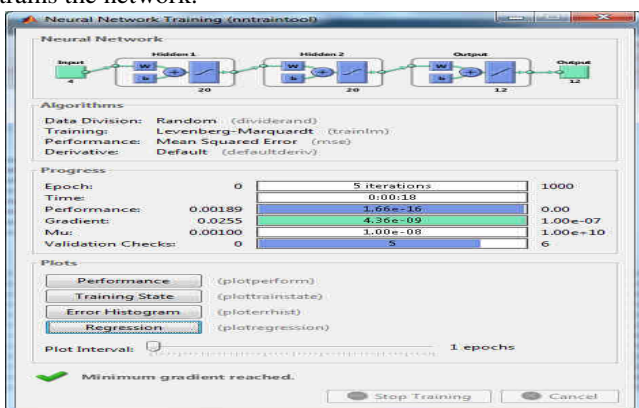 trains the network.
Neural Network Training (nntraintool)
Neural Network
Hidden 1 Hidden 2 Output
Input Output
W W W
b b b
4 20 20 12 12
Algorithms
Data Division: Random (dividerand)
Training: Levenberg-Marquardt (trainlm)
Performance: Mean Squared Error (mse)
Derivative: Default (defaultderiv)
Progress
Epoch: 0 5 iterations 1000
Time: 0:00:18
Performance: 0.00189 1.66e-16 0.00
Gradient: 0.0255 4.36e-09 1.00e-07
Mu: 0.00100 1.00e-08 1.00e+10
Validation Checks: 0 5 6
Plots
Performance (plotperform)
Training State (plottrainstate)
Error Histogram (ploterrhist)
Regression (plotregression)
Plot Interval: 1 epochs
Minimum gradient reached.
Stop Training Cancel